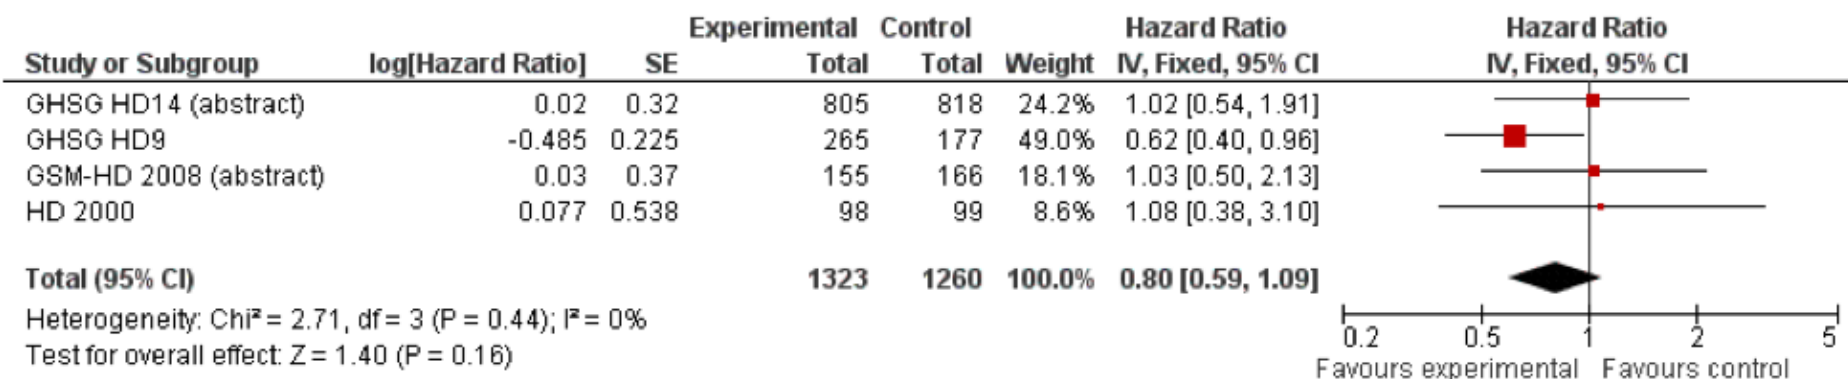 Experimental Control Hazard Ratio Hazard Ratio
Study or Subgroup log[Hazard Ratio] SE Total Total Weight IV, Fixed, 95% CI IV, Fixed, 95% CI
GHSG HD14 (abstract) 0.02 0.32 805 818 24.2% 1.02 [0.54, 1.91]
GHSG HD9 -0.485 0.225 265 177 49.0% 0.62 [0.40, 0.96]
GSM-HD 2008 (abstract) 0.03 0.37 155 166 18.1% 1.03 [0.50, 2.13]
HD 2000 0.077 0.538 98 99 8.6% 1.08 [0.38, 3.10]
Total (95% CI) 1323 1260 100.0% 0.80 [0.59, 1.09]
Heterogeneity: Chi² = 2.71, df = 3 (P = 0.44); I² = 0%
Test for overall effect: Z = 1.40 (P = 0.16)
0.2 0.5 1 2 5
Favours experimental Favours control